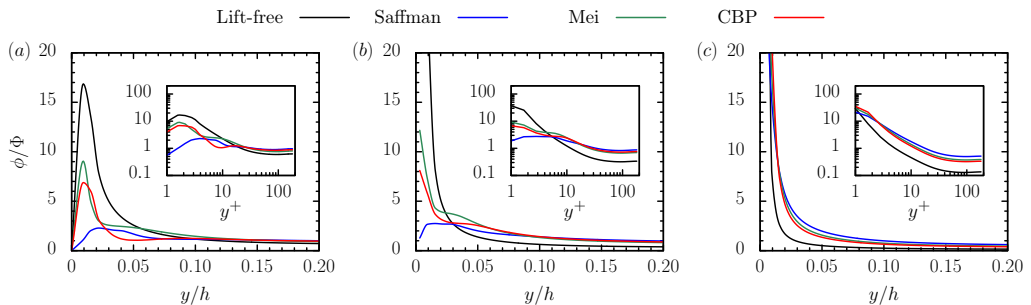 Lift-free Saffman Mei CBP
(a) (b) (c)
20 20 20
15 15 15
10 10 10
5 5 5
0 0 0
ϕ/Φ
100 100 100
10 10 10
1 1 1
0.1 0.1 0.1
1 10 100 1 10 100 1 10 100
y+ y+ y+
0 0.05 0.10 0.15 0.20 0 0.05 0.10 0.15 0.20 0 0.05 0.10 0.15 0.20
y/h y/h y/h